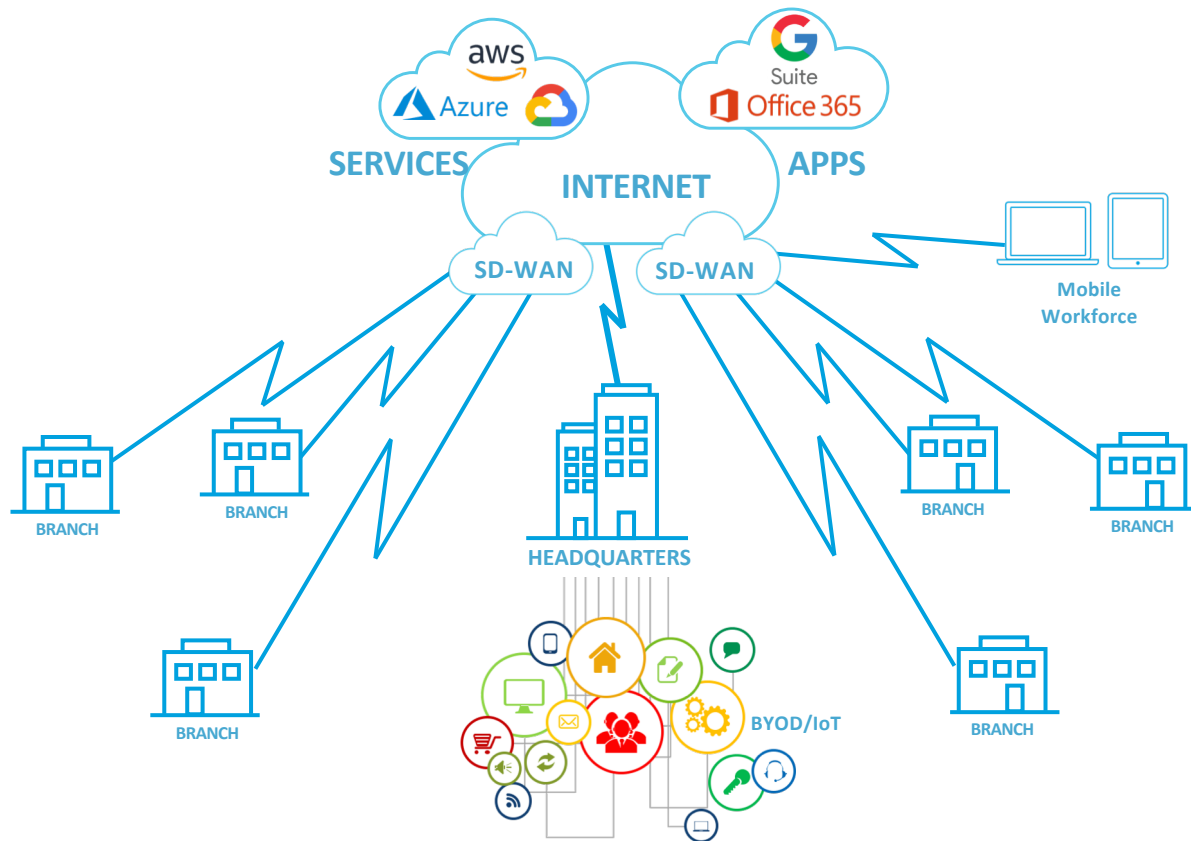 aws
Azure
G
Suite
Office 365
SERVICES
APPS
INTERNET
SD-WAN
SD-WAN
Mobile
Workforce
BRANCH
BRANCH
BRANCH
BRANCH
HEADQUARTERS
BRANCH
BRANCH
BYOD/IoT